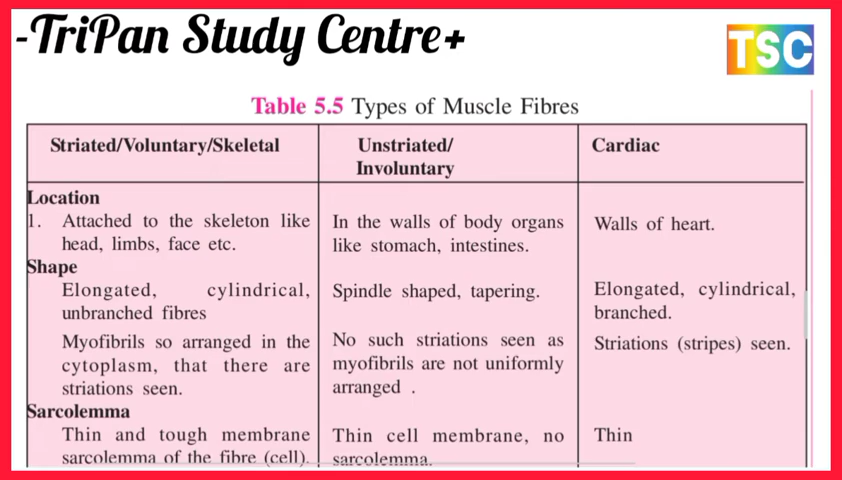 -TriPan Study Centre+
TSC
Table 5.5 Types of Muscle Fibres
Striated/Voluntary/Skeletal
Unstriated/
Involuntary
Cardiac
Location
1. Attached to the skeleton like
head, limbs, face etc.
In the walls of body organs
like stomach, intestines.
Walls of heart.
Shape
Elongated, cylindrical,
unbranched fibres
Spindle shaped, tapering.
Elongated, cylindrical,
branched.
Myofibrils so arranged in the
cytoplasm, that there are
striations seen.
No such striations seen as
myofibrils are not uniformly
arranged .
Striations (stripes) seen.
Sarcolemma
Thin and tough membrane
sarcolemma of the fibre (cell).
Thin cell membrane, no
sarcolemma.
Thin